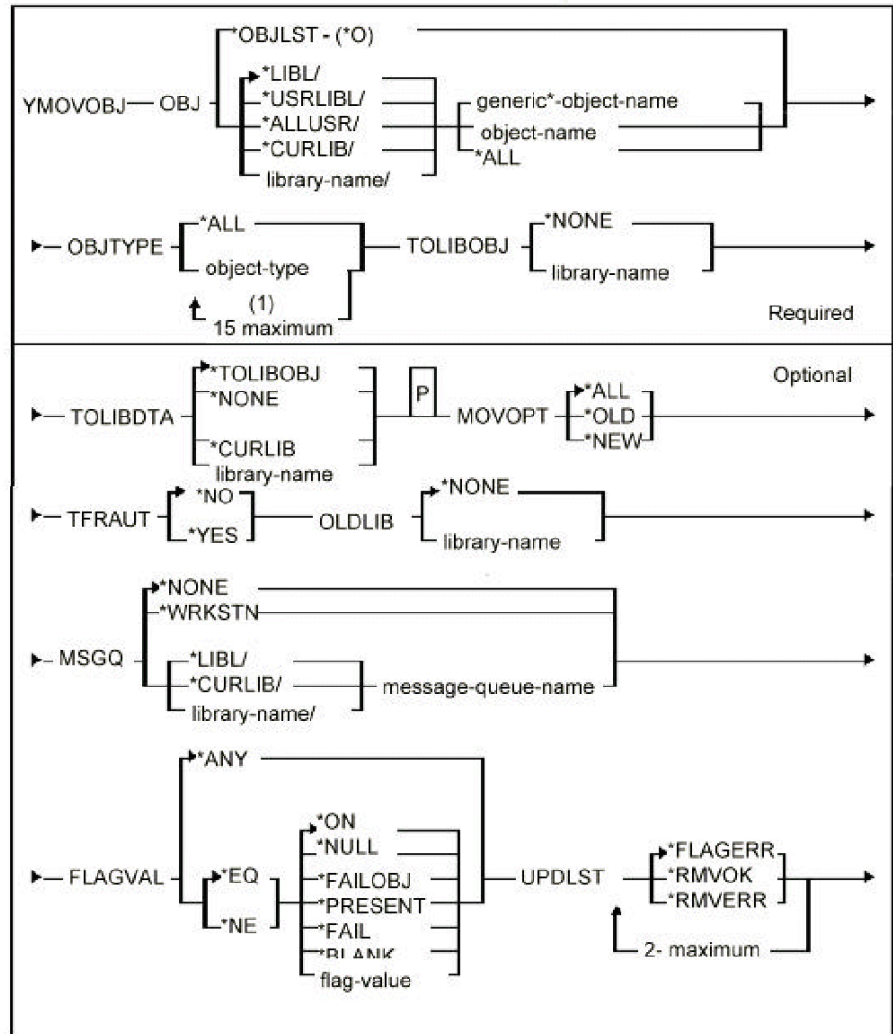 *OBJLST - (*O)
*LIBL/
YMOVOBJ OBJ *USRLIBL/ generic*-object-name
*ALLUSR/ object-name
*CURLIB/ *ALL
library-name/
*ALL *NONE
OBJTYPE TOLIBOBJ
object-type library-name
(1)
15 maximum Required
*TOLIBOBJ P *ALL Optional
*NONE
TOLIBDTA MOVOPT *OLD
*CURLIB *NEW
library-name
*NO *NONE
TFRAUT OLDLIB
*YES library-name
*NONE
*WRKSTN
MSGQ *LIBL/
*CURLIB/ message-queue-name
library-name/
*ANY
*ON
*NULL *FLAGERR
FLAGVAL *EQ *FAILOBJ UPDLST *RMVOK
*PRESENT *RMVERR
*NE *FAIL
*BLANK 2- maximum
flag-value